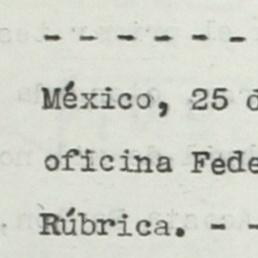 - - - - - - -
México, 25 d
oficina Fede
Rúbrica. - -